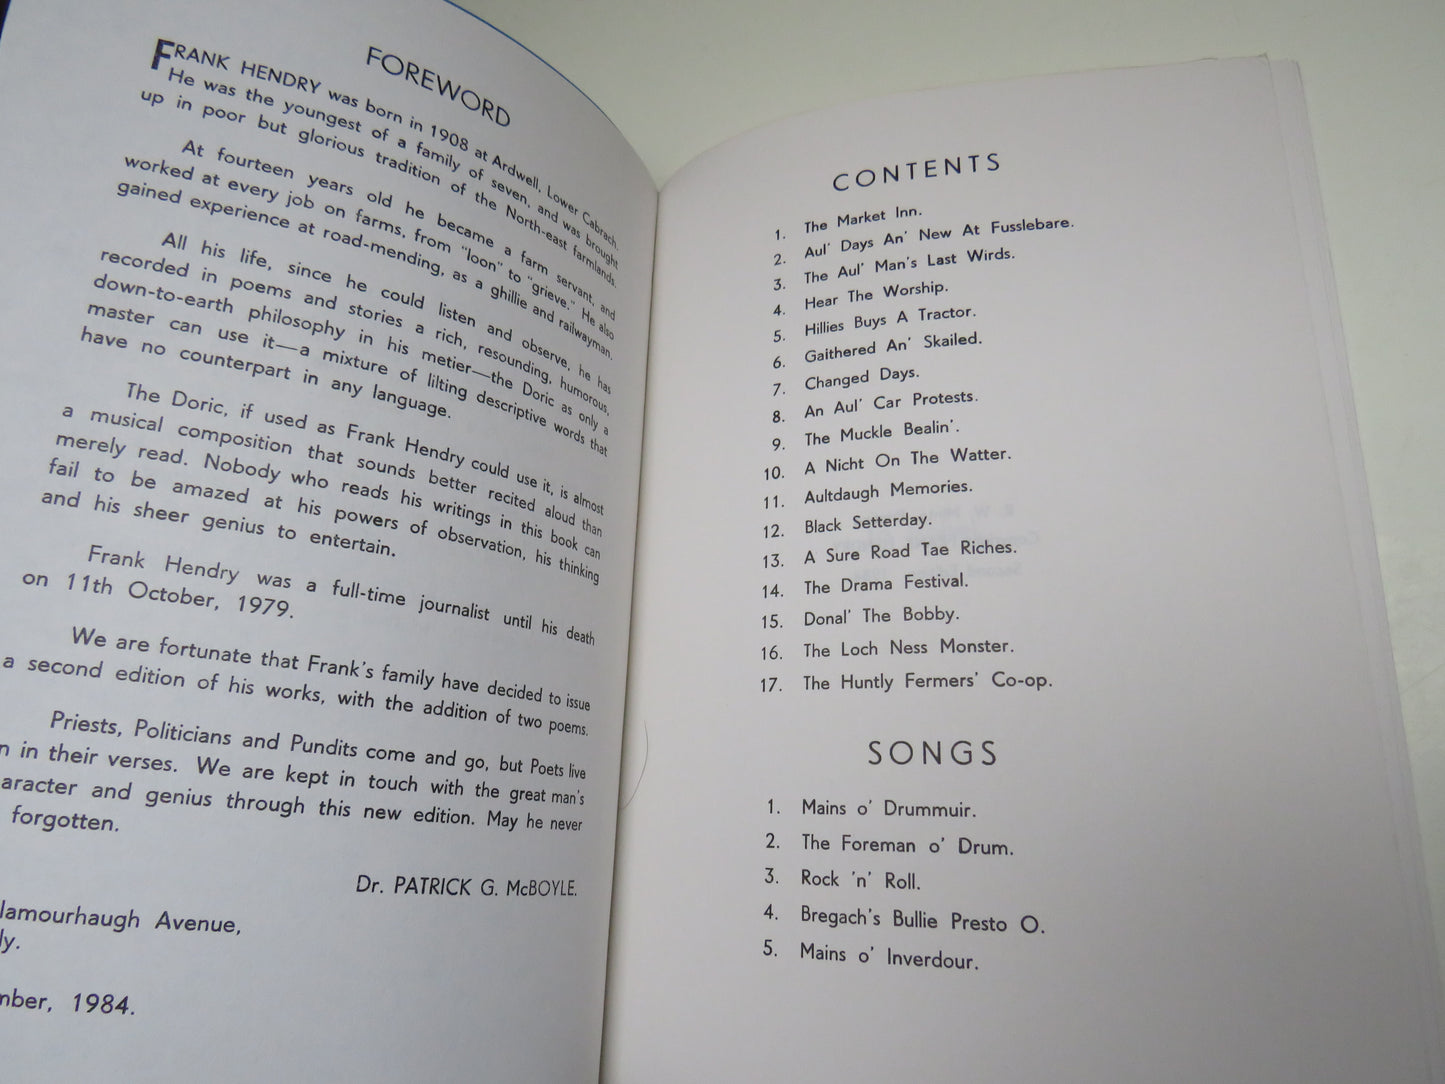 FOREWORD
FRANK HENDRY was born in 1908 at Ardwell, Lower Cabrach.
He was the youngest of a family of seven, and was brought
up in poor but glorious tradition of the North-east farmlands.
At fourteen years old he became a farm servant, and
worked at every job on farms, from "loon" to "grieve." He also
gained experience at road-mending, as a ghillie and railwayman.
All his life, since he could listen and observe, he has
recorded in poems and stories a rich, resounding, humorous,
down-to-earth philosophy in his metier—the Doric as only a
master can use it—a mixture of lilting descriptive words that
have no counterpart in any language.
The Doric, if used as Frank Hendry could use it, is almost
a musical composition that sounds better recited aloud than
merely read. Nobody who reads his writings in this book can
fail to be amazed at his powers of observation, his thinking
and his sheer genius to entertain.
Frank Hendry was a full-time journalist until his death
on 11th October, 1979.
We are fortunate that Frank's family have decided to issue
a second edition of his works, with the addition of two poems.
Priests, Politicians and Pundits come and go, but Poets live
n in their verses. We are kept in touch with the great man's
aracter and genius through this new edition. May he never
forgotten.
Dr. PATRICK G. McBOYLE.
lamourhaugh Avenue,
ly.
mber, 1984.
CONTENTS
1. The Market Inn.
2. Aul' Days An' New At Fusslebare.
3. The Aul' Man's Last Wirds.
4. Hear The Worship.
5. Hillies Buys A Tractor.
6. Gaithered An' Skailed.
7. Changed Days.
8. An Aul' Car Protests.
9. The Muckle Bealin'.
10. A Nicht On The Watter.
11. Aultdaugh Memories.
12. Black Setterday.
13. A Sure Road Tae Riches.
14. The Drama Festival.
15. Donal' The Bobby.
16. The Loch Ness Monster.
17. The Huntly Fermers' Co-op.
SONGS
1. Mains o' Drummuir.
2. The Foreman o' Drum.
3. Rock 'n' Roll.
4. Bregach's Bullie Presto O.
5. Mains o' Inverdour.